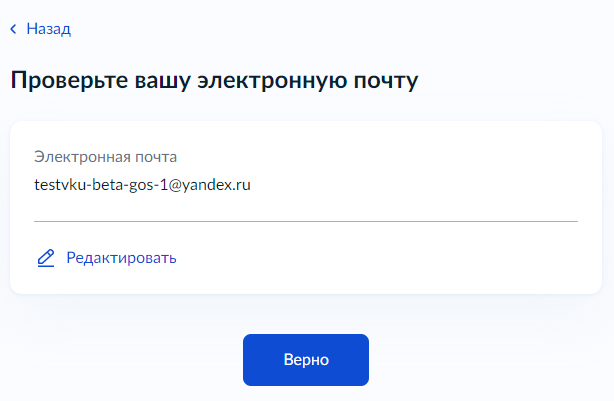 Назад
Проверьте вашу электронную почту
Электронная почта
testvku-beta-gos-1@yandex.ru
Редактировать
Верно